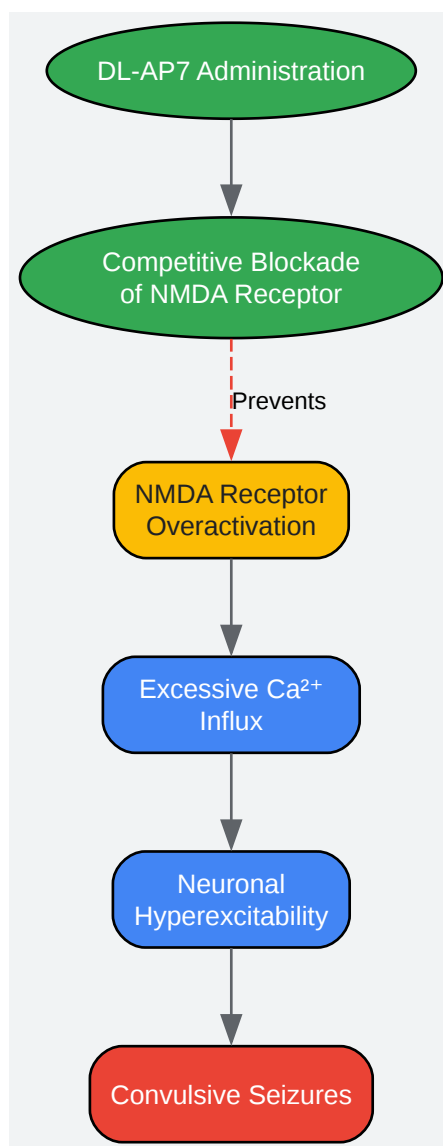 DL-AP7 Administration
Competitive Blockade
of NMDA Receptor
Prevents
NMDA Receptor
Overactivation
Excessive Ca²⁺
Influx
Neuronal
Hyperexcitability
Convulsive Seizures